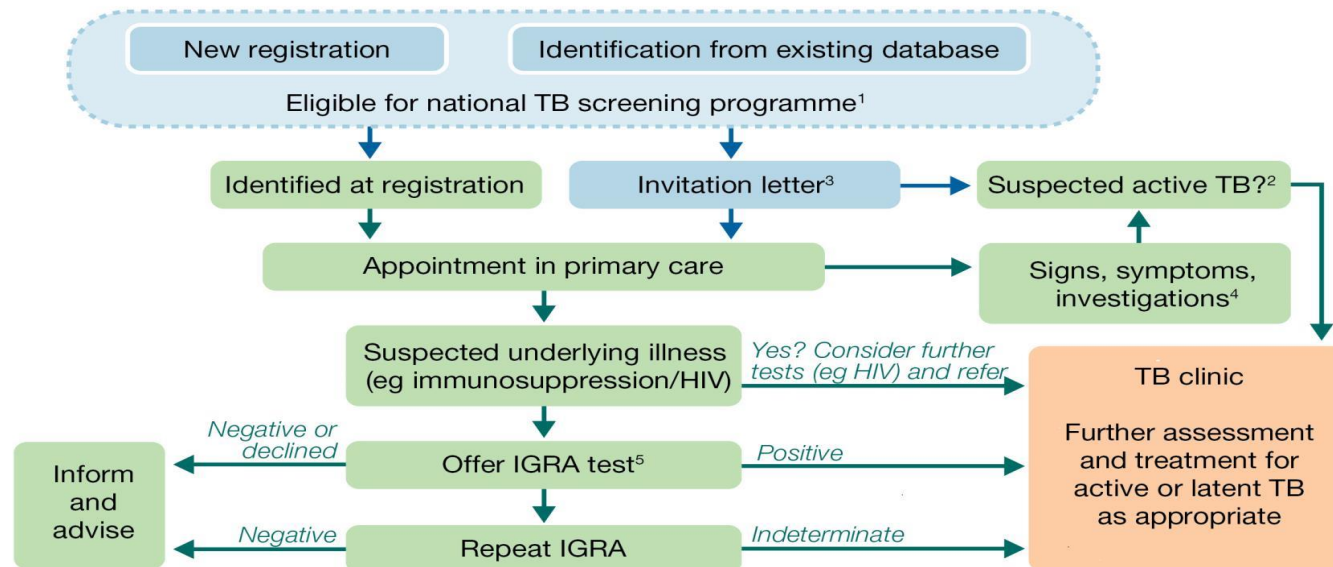 New registration
Identification from existing database
Eligible for national TB screening programme¹
Identified at registration
Invitation letter³
Suspected active TB?²
Appointment in primary care
Signs, symptoms,
investigations⁴
Suspected underlying illness
(eg immunosuppression/HIV)
Yes? Consider further
tests (eg HIV) and refer
TB clinic
Further assessment
and treatment for
active or latent TB
as appropriate
Negative or
declined
Offer IGRA test⁵
Positive
Inform
and
advise
Negative
Repeat IGRA
Indeterminate